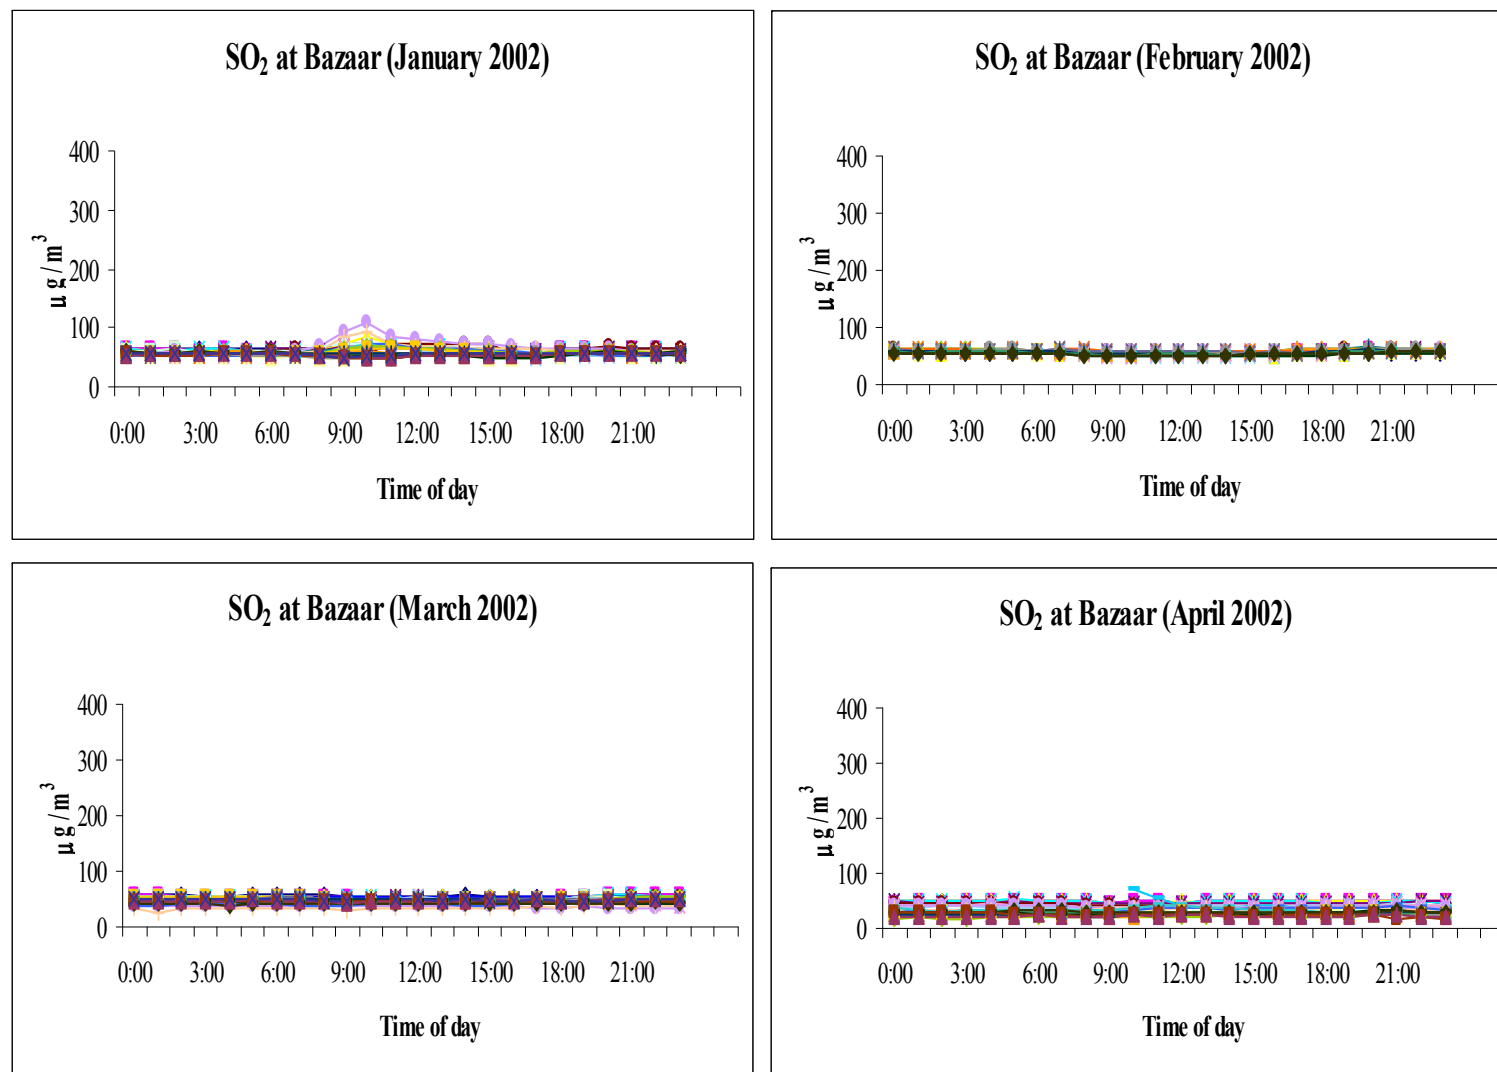 SO₂ at Bazaar (January 2002)
400
300
200
100
0
µ g / m³
0:00 3:00 6:00 9:00 12:00 15:00 18:00 21:00
Time of day
SO₂ at Bazaar (February 2002)
400
300
200
100
0
µ g / m³
0:00 3:00 6:00 9:00 12:00 15:00 18:00 21:00
Time of day
SO₂ at Bazaar (March 2002)
400
300
200
100
0
µ g / m³
0:00 3:00 6:00 9:00 12:00 15:00 18:00 21:00
Time of day
SO₂ at Bazaar (April 2002)
400
300
200
100
0
µ g / m³
0:00 3:00 6:00 9:00 12:00 15:00 18:00 21:00
Time of day